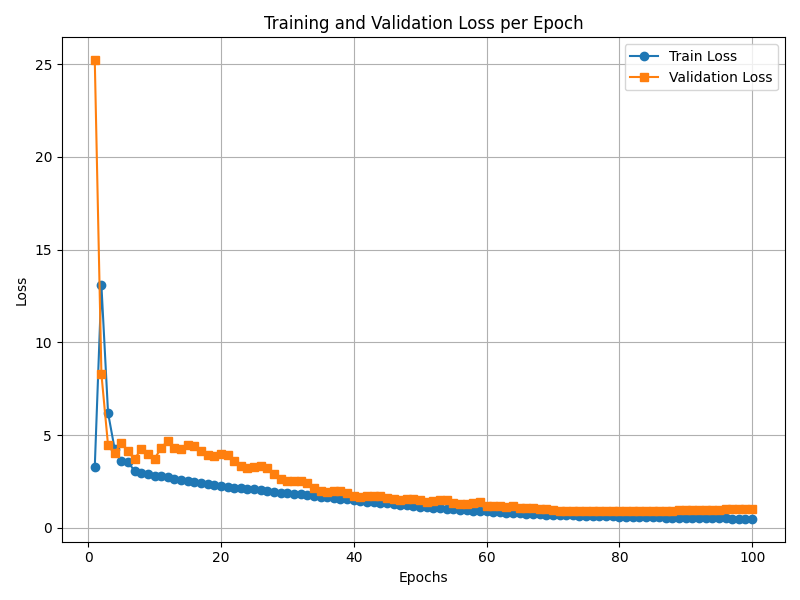 Training and Validation Loss per Epoch
Train Loss
Validation Loss
25
20
15
10
5
0
Loss
0 20 40 60 80 100
Epochs